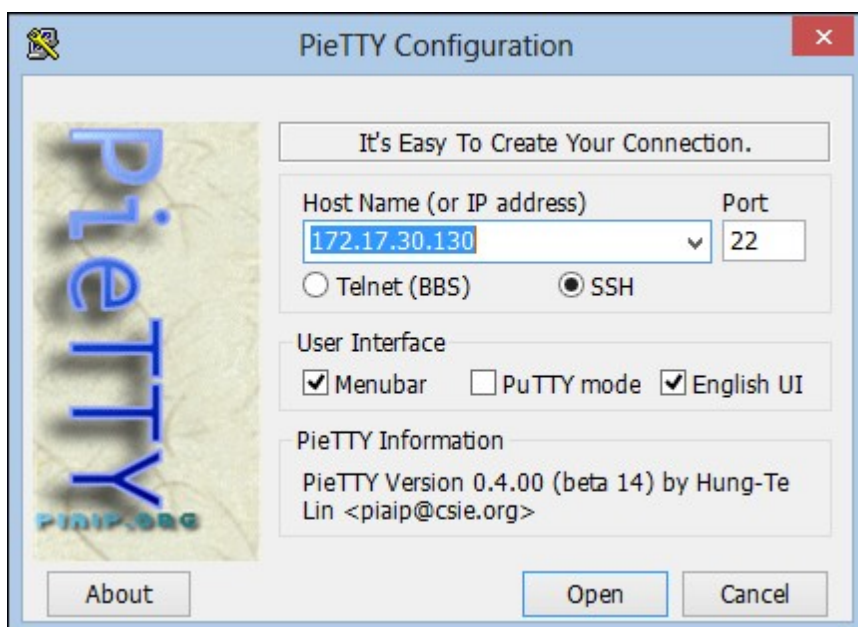 PieTTY Configuration
PieTTY
PIAIP.ORG
It's Easy To Create Your Connection.
Host Name (or IP address)
Port
172.17.30.130
22
Telnet (BBS)
SSH
User Interface
Menubar
PuTTY mode
English UI
PieTTY Information
PieTTY Version 0.4.00 (beta 14) by Hung-Te
Lin <piaip@csie.org>
About
Open
Cancel